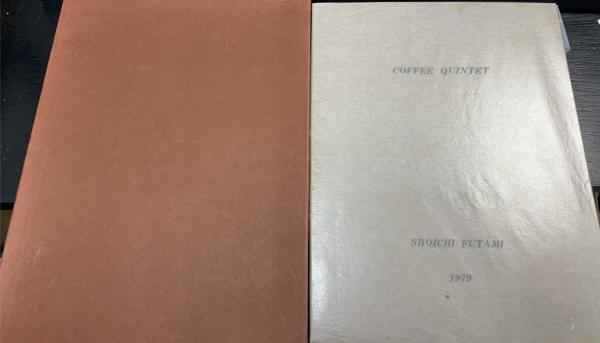 COFFEE QUINTET
SHOICHI FUTAMI
1979